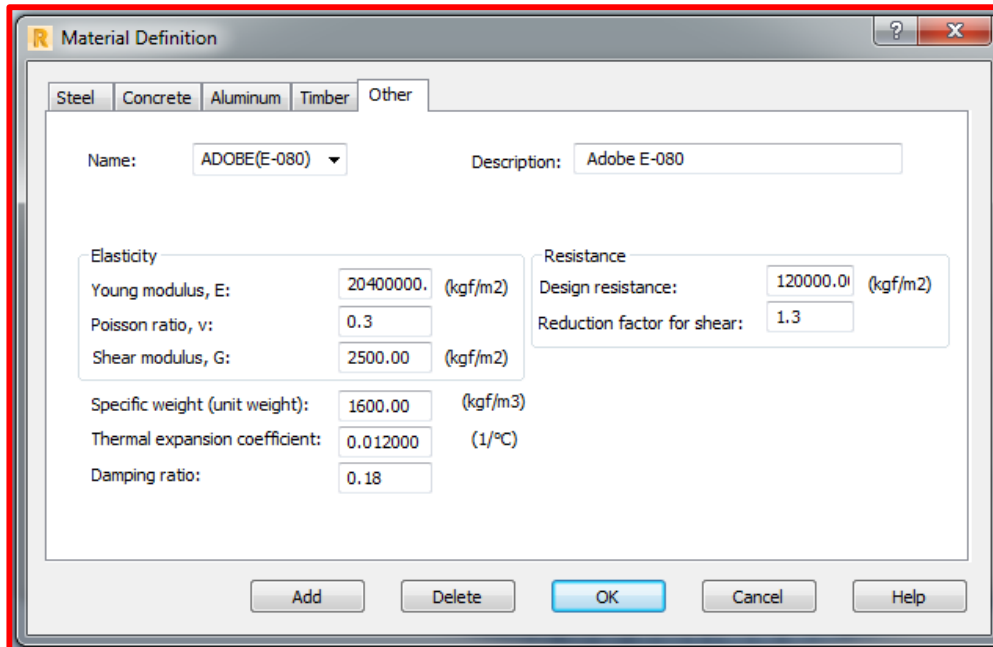 Material Definition
Steel Concrete Aluminum Timber Other
Name: ADOBE(E-080) Description: Adobe E-080
Elasticity Resistance
Young modulus, E: 20400000. (kgf/m2) Design resistance: 120000.0 (kgf/m2)
Poisson ratio, v: 0.3 Reduction factor for shear: 1.3
Shear modulus, G: 2500.00 (kgf/m2)
Specific weight (unit weight): 1600.00 (kgf/m3)
Thermal expansion coefficient: 0.012000 (1/°C)
Damping ratio: 0.18
Add Delete OK Cancel Help